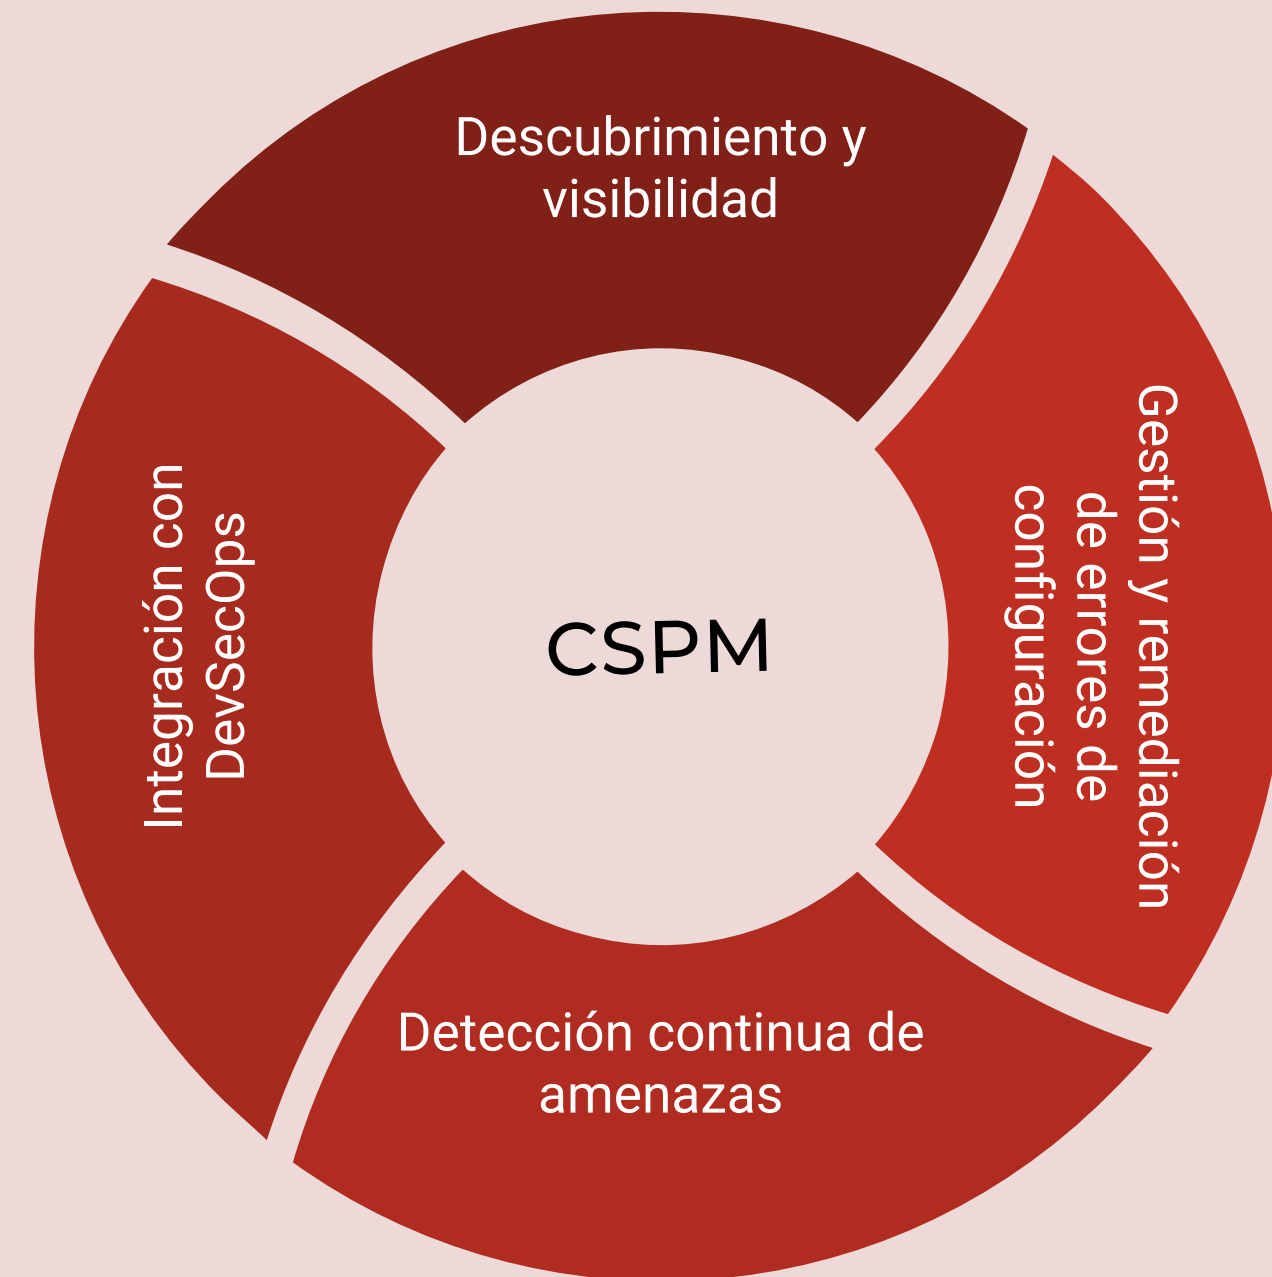 Descubrimiento y
visibilidad
Gestión y remediación
de errores de
configuración
CSPM
Integración con
DevSecOps
Detección continua de
amenazas